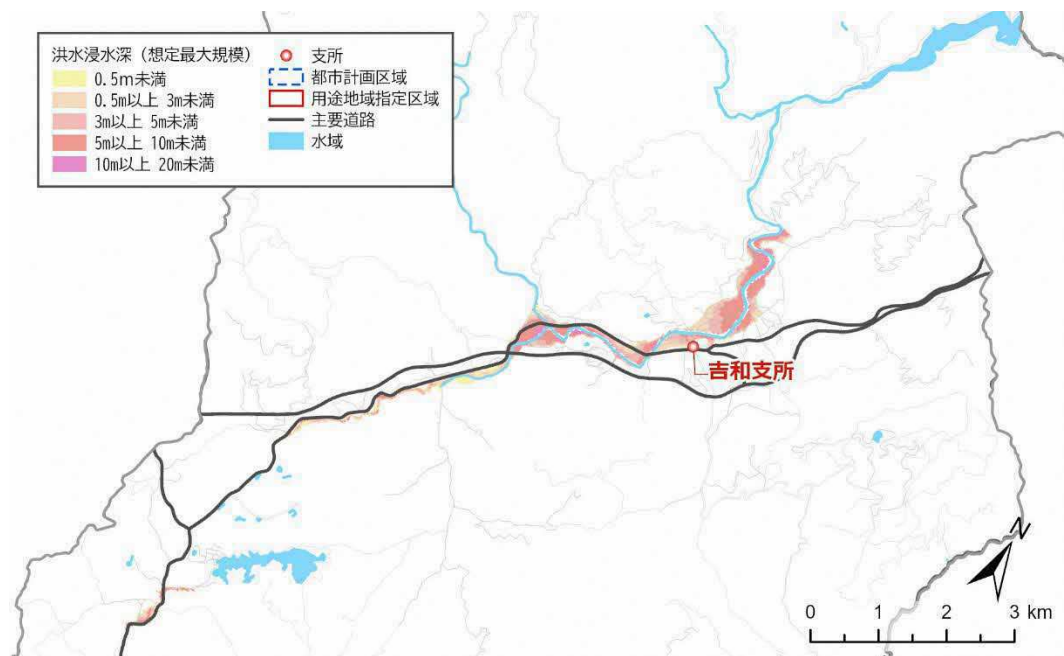 洪水浸水深（想定最大規模）
0.5m未満
0.5m以上 3m未満
3m以上 5m未満
5m以上 10m未満
10m以上 20m未満
支所
都市計画区域
用途地域指定区域
主要道路
水域
吉和支所
N
0 1 2 3 km